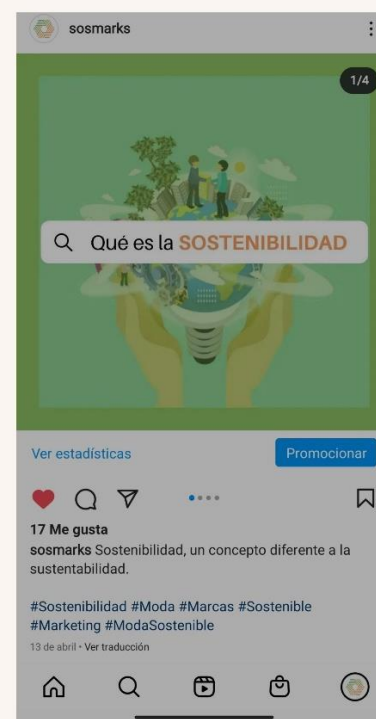 sosmarks
1/4
Qué es la SOSTENIBILIDAD
Ver estadísticas
Promocionar
17 Me gusta
sosmarks Sostenibilidad, un concepto diferente a la
sustentabilidad.
#Sostenibilidad #Moda #Marcas #Sostenible
#Marketing #ModaSostenible
13 de abril • Ver traducción